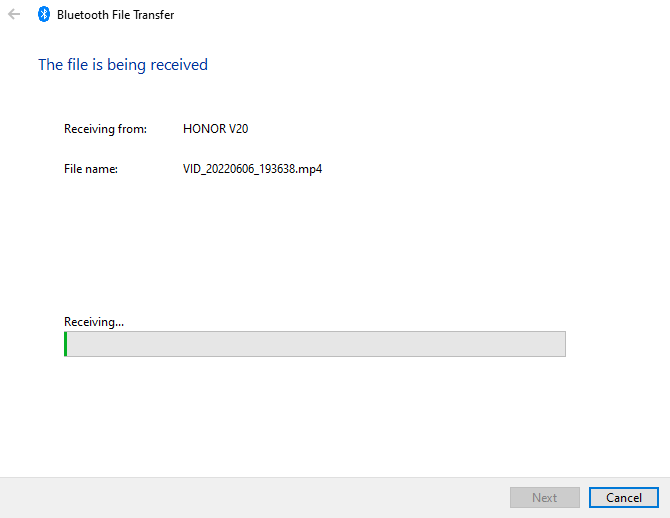 Bluetooth File Transfer
The file is being received
Receiving from: HONOR V20
File name: VID_20220606_193638.mp4
Receiving...
Next Cancel